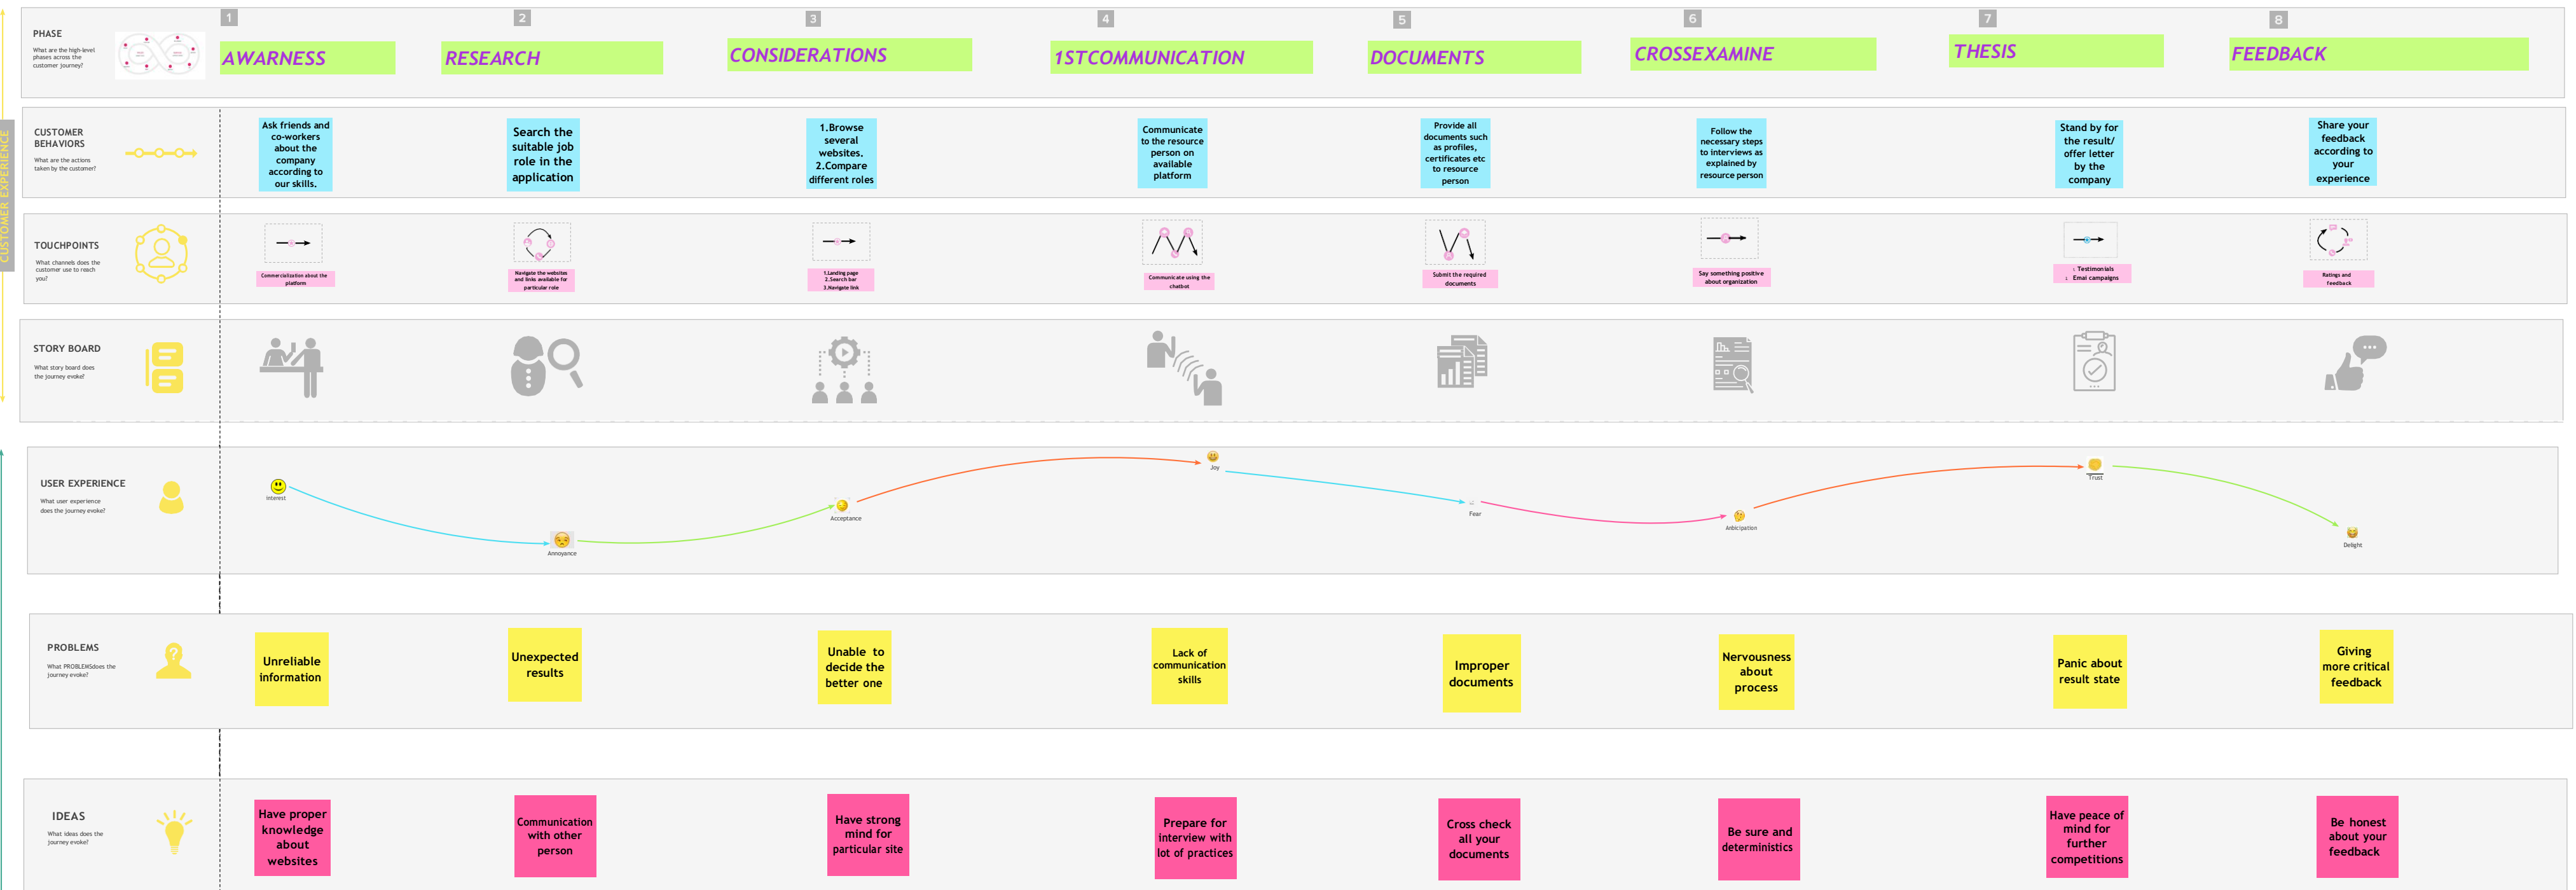 1
2
3
4
5
6
7
8
PHASE
What are the high-level
phases across the
customer journey?
AWARNESS
RESEARCH
CONSIDERATIONS
1STCOMMUNICATION
DOCUMENTS
CROSSEXAMINE
THESIS
FEEDBACK
CUSTOMER EXPERIENCE
CUSTOMER
BEHAVIORS
What are the actions
taken by the customer?
Ask friends and
co-workers
about the
company
according to
our skills.
Search the
suitable job
role in the
application
1.Browse
several
websites.
2.Compare
different roles
Communicate
to the resource
person on
available
platform
Provide all
documents such
as profiles,
certificates etc
to resource
person
Follow the
necessary steps
to interviews as
explained by
resource person
Stand by for
the result/
offer letter
by the
company
Share your
feedback
according to
your
experience
TOUCHPOINTS
What channels does the
customer use to reach
you?
Commercialization about the
platform
Navigate the websites
and links available for
particular role
1.Landing page
2.Search bar
3.Navigate link
Communicate using the
chatbot
Submit the required
documents
Say something positive
about organization
1. Testimonials
2. Emai campaigns
Ratings and
feedback
STORY BOARD
What story board does
the journey evoke?
USER EXPERIENCE
What user experience
does the journey evoke?
Interest
Annoyance
Acceptance
Joy
Fear
Anbicipation
Trust
Delight
PROBLEMS
What PROBLEMSdoes the
journey evoke?
Unreliable
information
Unexpected
results
Unable to
decide the
better one
Lack of
communication
skills
Improper
documents
Nervousness
about
process
Panic about
result state
Giving
more critical
feedback
IDEAS
What ideas does the
journey evoke?
Have proper
knowledge
about
websites
Communication
with other
person
Have strong
mind for
particular site
Prepare for
interview with
lot of practices
Cross check
all your
documents
Be sure and
deterministics
Have peace of
mind for
further
competitions
Be honest
about your
feedback